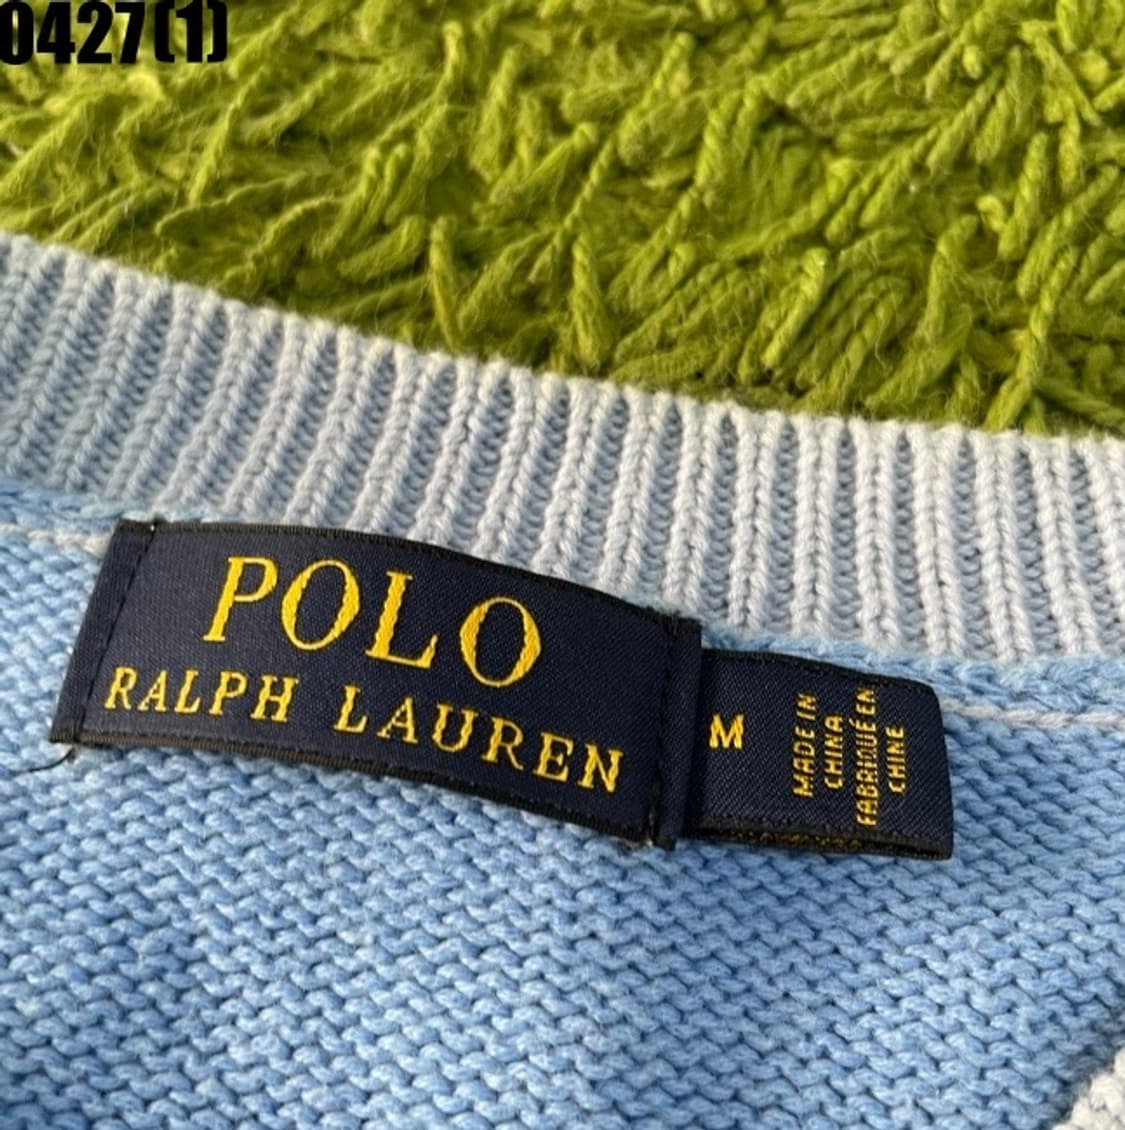 0427(1)
POLO
RALPH LAUREN
M
MADE IN
CHINA
FABRIQUÉ EN
CHINE